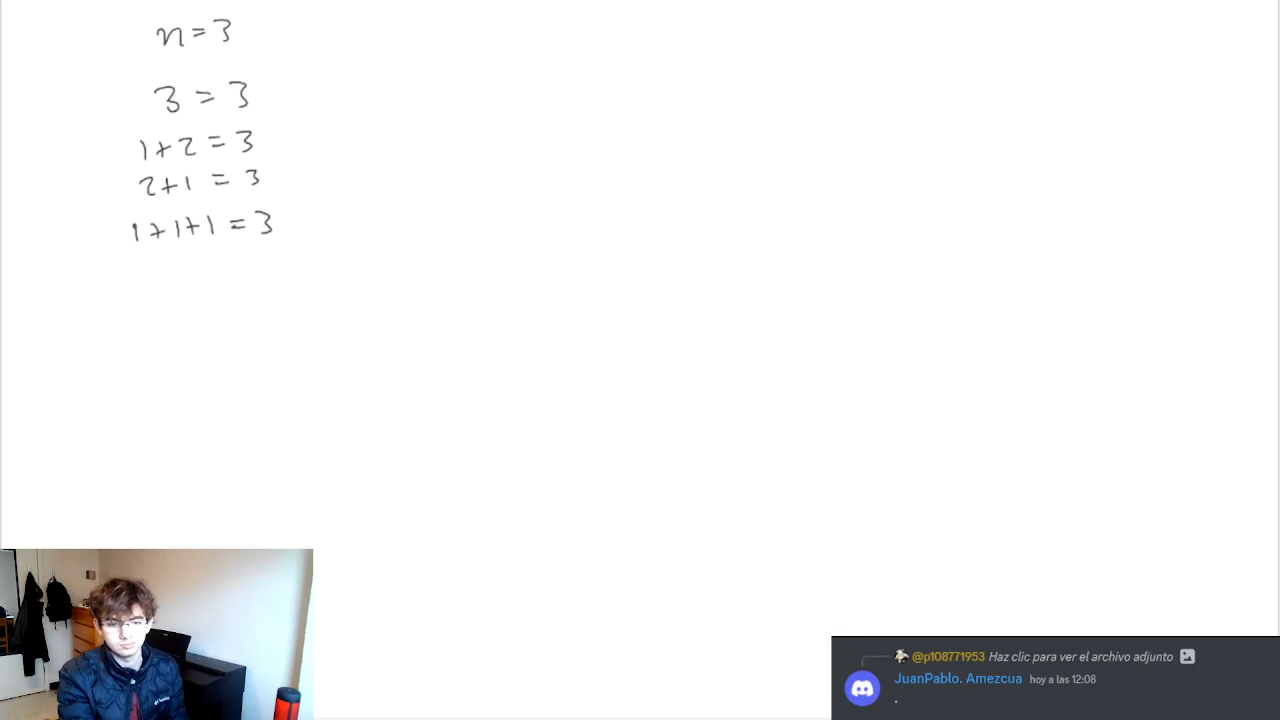 n = 3
3 = 3
1+2 = 3
2+1 = 3
1+1+1 = 3
@p108771953 Haz clic para ver el archivo adjunto
JuanPablo. Amezcua hoy a las 12:08
.